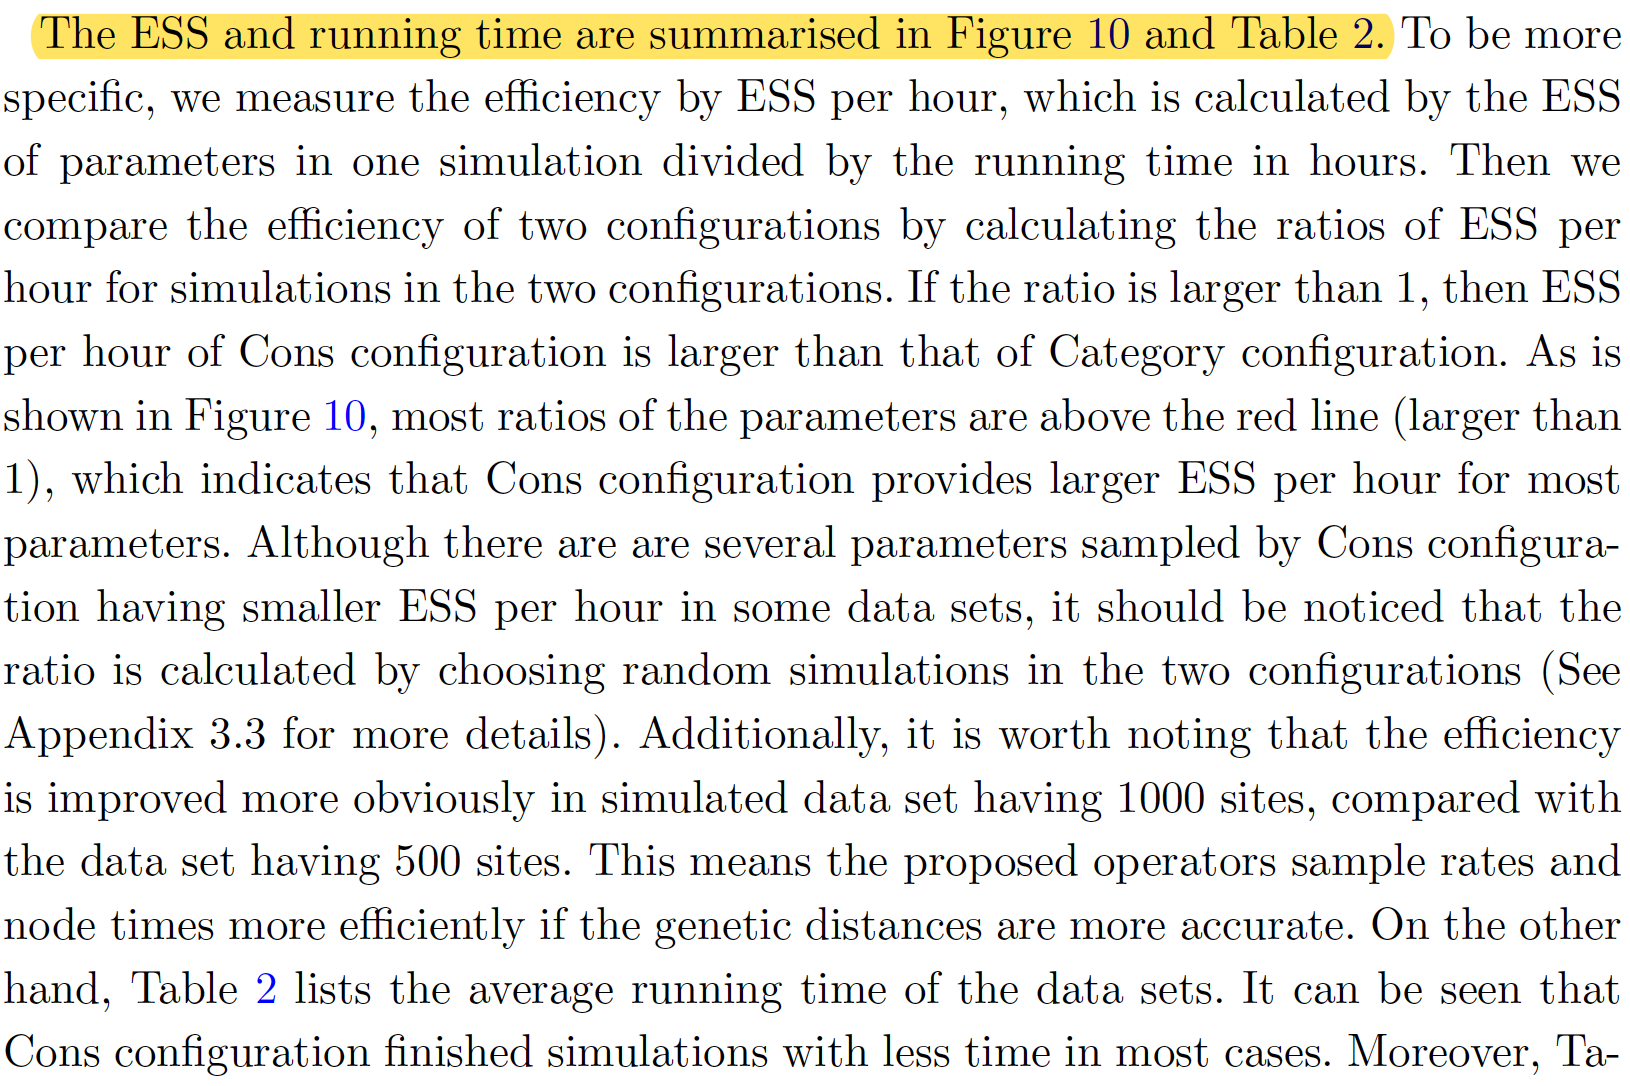 The ESS and running time are summarised in Figure 10 and Table 2. To be more
specific, we measure the efficiency by ESS per hour, which is calculated by the ESS
of parameters in one simulation divided by the running time in hours. Then we
compare the efficiency of two configurations by calculating the ratios of ESS per
hour for simulations in the two configurations. If the ratio is larger than 1, then ESS
per hour of Cons configuration is larger than that of Category configuration. As is
shown in Figure 10, most ratios of the parameters are above the red line (larger than
1), which indicates that Cons configuration provides larger ESS per hour for most
parameters. Although there are several parameters sampled by Cons configura-
tion having smaller ESS per hour in some data sets, it should be noticed that the
ratio is calculated by choosing random simulations in the two configurations (See
Appendix 3.3 for more details). Additionally, it is worth noting that the efficiency
is improved more obviously in simulated data set having 1000 sites, compared with
the data set having 500 sites. This means the proposed operators sample rates and
node times more efficiently if the genetic distances are more accurate. On the other
hand, Table 2 lists the average running time of the data sets. It can be seen that
Cons configuration finished simulations with less time in most cases. Moreover, Ta-